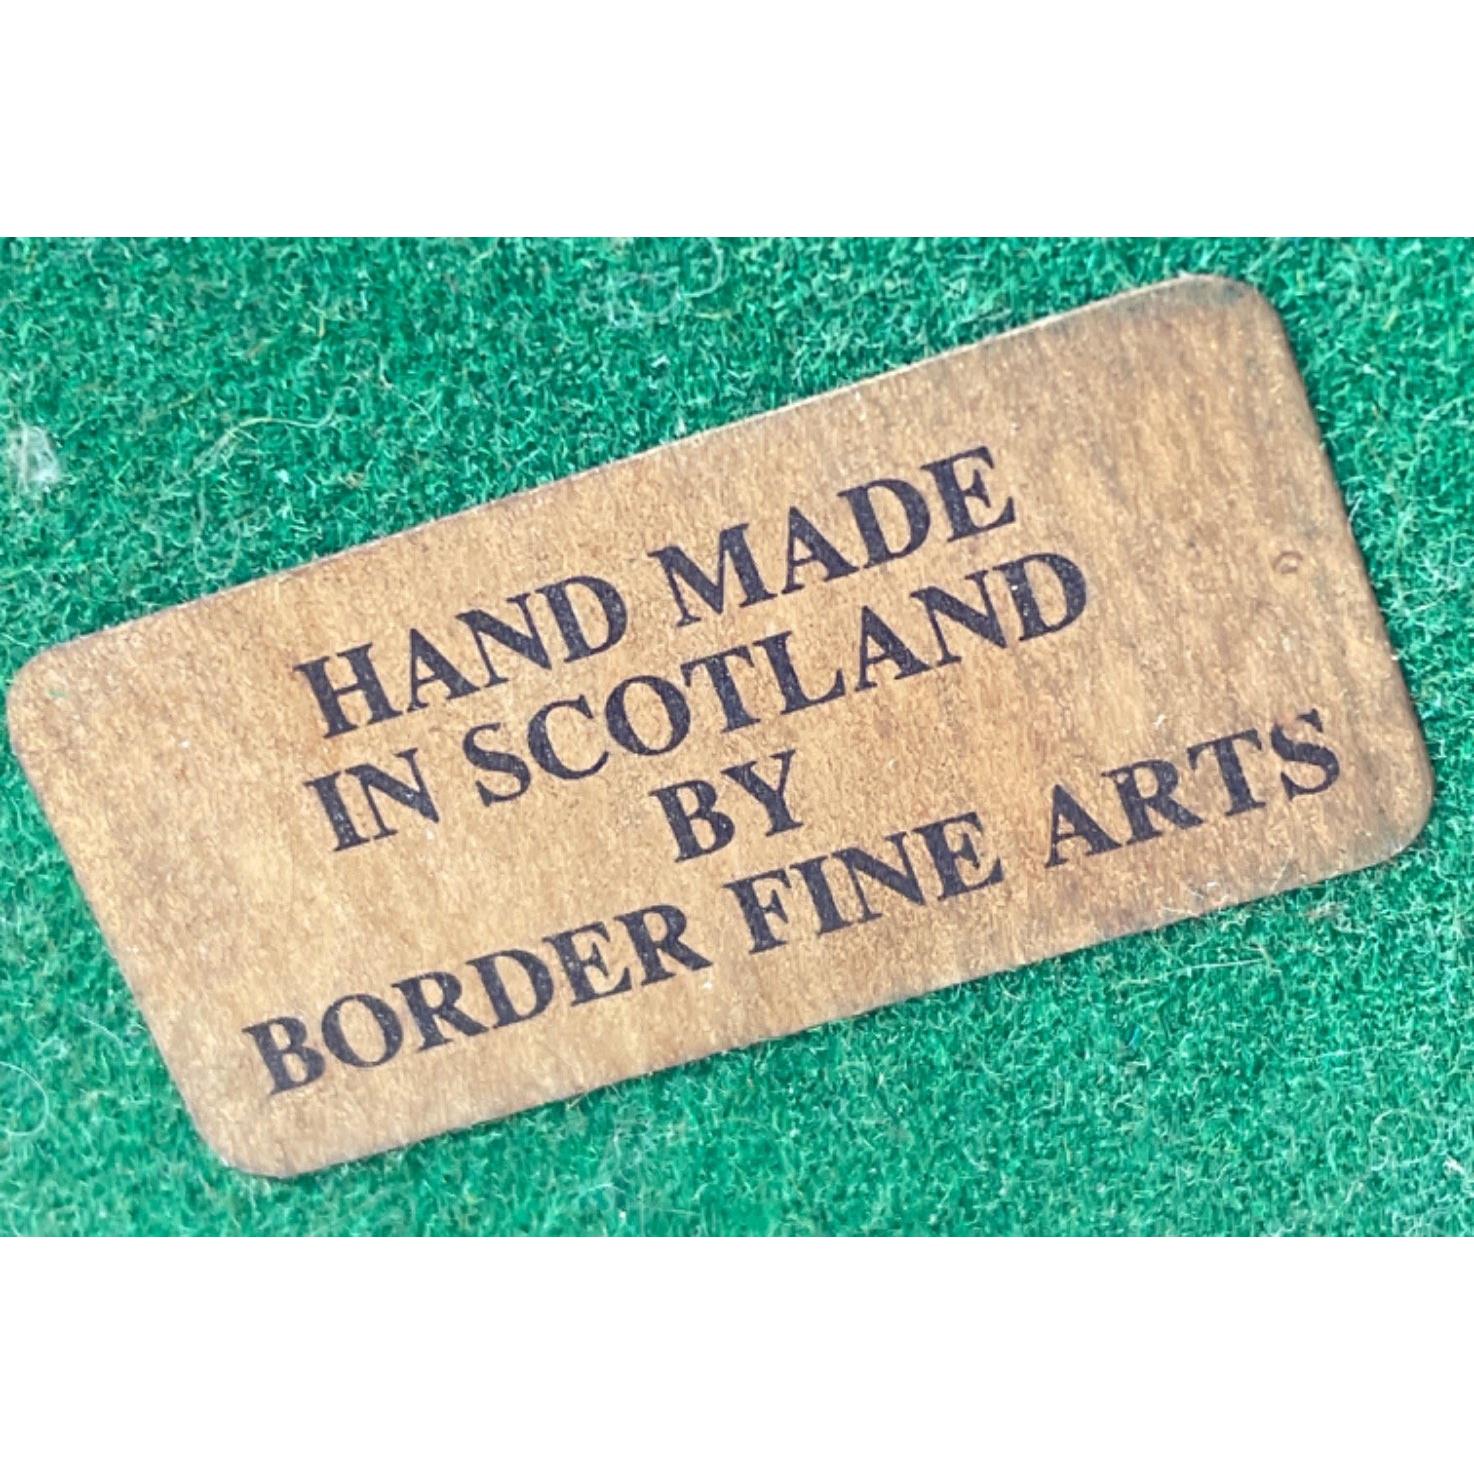 HAND MADE
IN SCOTLAND
BY
BORDER FINE ARTS